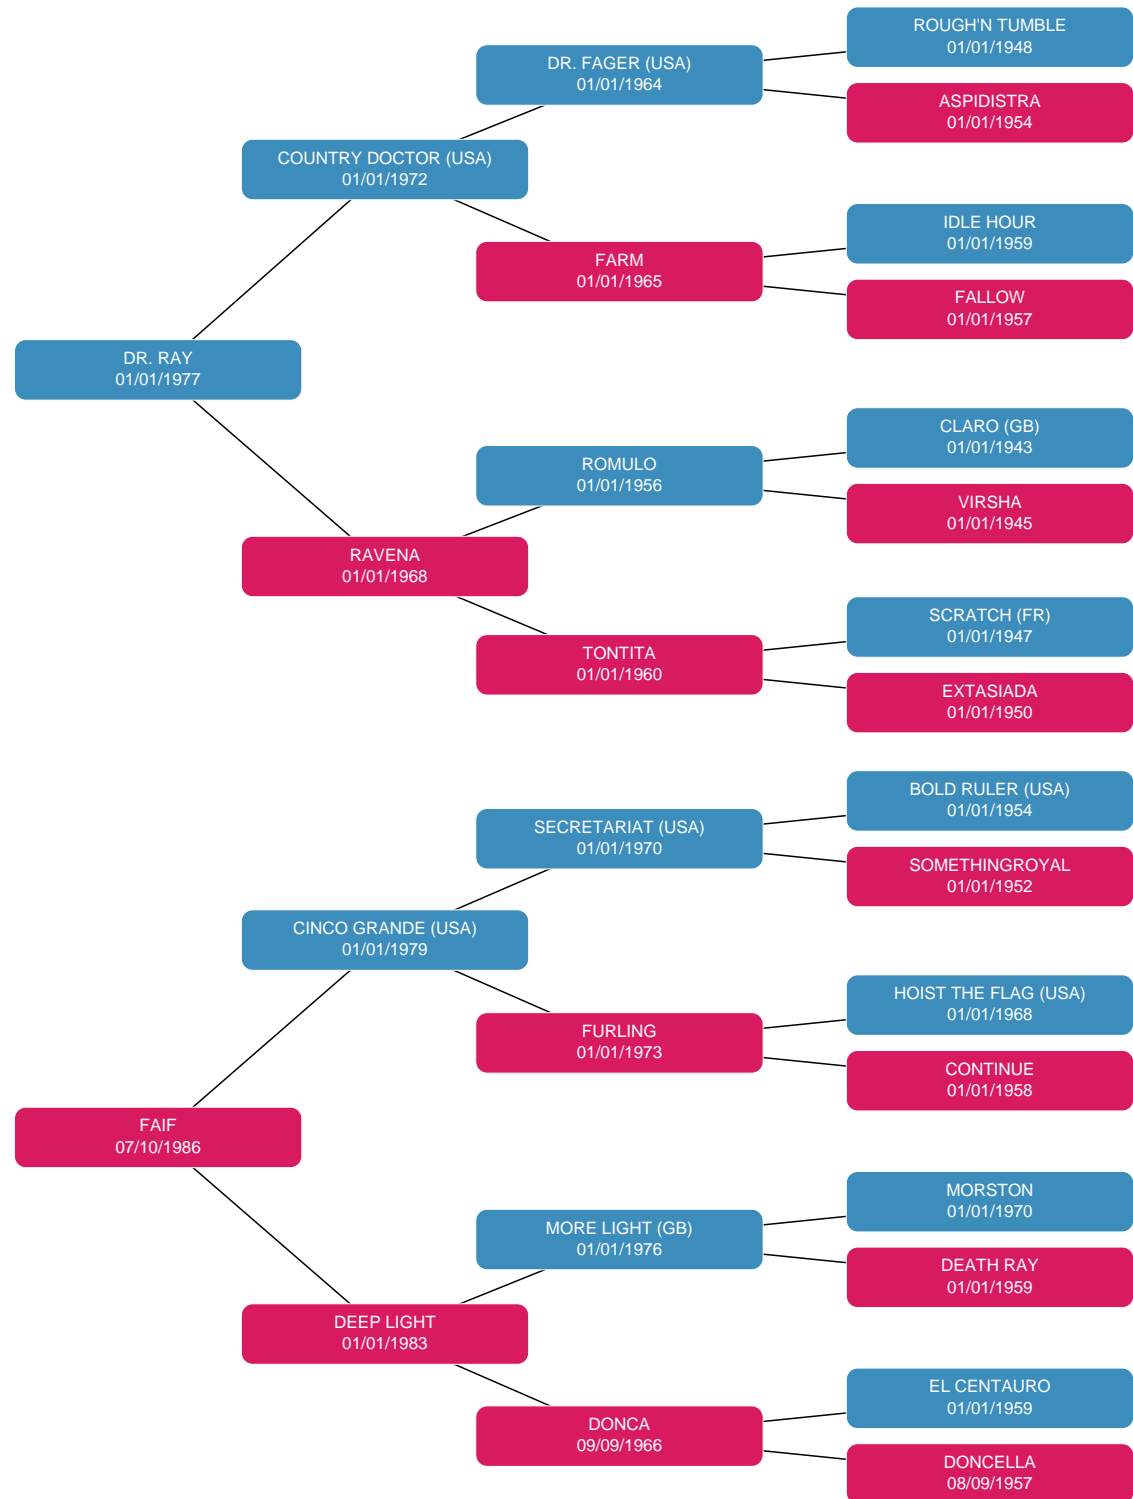 ROUGH'N TUMBLE
01/01/1948
DR. FAGER (USA)
01/01/1964
ASPIDISTRA
01/01/1954
COUNTRY DOCTOR (USA)
01/01/1972
IDLE HOUR
01/01/1959
FARM
01/01/1965
FALLOW
01/01/1957
DR. RAY
01/01/1977
CLARO (GB)
01/01/1943
ROMULO
01/01/1956
VIRSHA
01/01/1945
RAVENA
01/01/1968
SCRATCH (FR)
01/01/1947
TONTITA
01/01/1960
EXTASIADA
01/01/1950
BOLD RULER (USA)
01/01/1954
SECRETARIAT (USA)
01/01/1970
SOMETHINGROYAL
01/01/1952
CINCO GRANDE (USA)
01/01/1979
HOIST THE FLAG (USA)
01/01/1968
FURLING
01/01/1973
CONTINUE
01/01/1958
FAIF
07/10/1986
MORSTON
01/01/1970
MORE LIGHT (GB)
01/01/1976
DEATH RAY
01/01/1959
DEEP LIGHT
01/01/1983
EL CENTAURO
01/01/1959
DONCA
09/09/1966
DONCELLA
08/09/1957